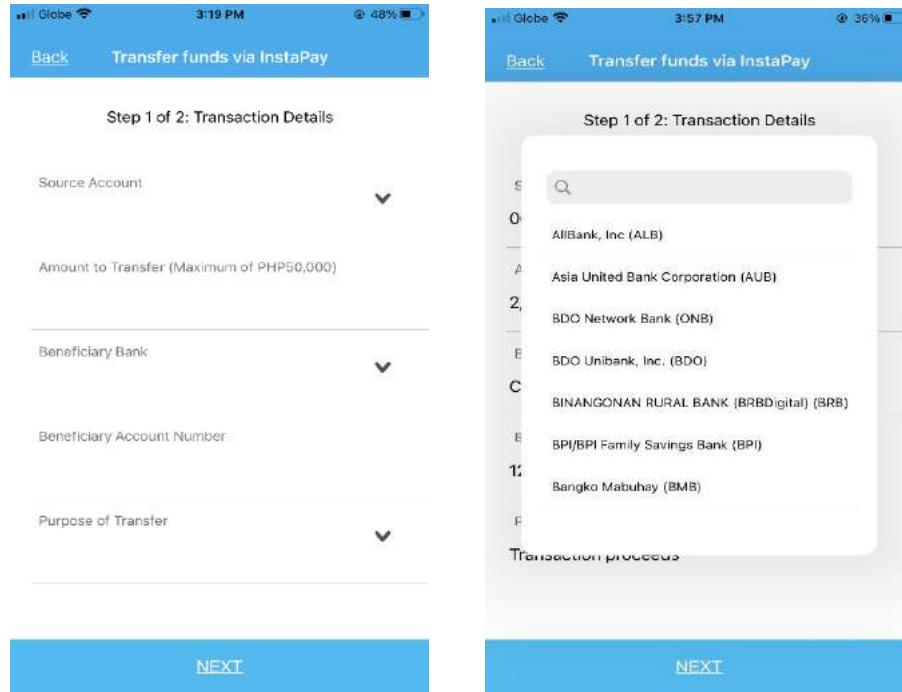 Globe 3:19 PM 48%
Back Transfer funds via InstaPay
Step 1 of 2: Transaction Details
Source Account
Amount to Transfer (Maximum of PHP50,000)
Beneficiary Bank
Beneficiary Account Number
Purpose of Transfer
NEXT
Globe 3:57 PM 36%
Back Transfer funds via InstaPay
Step 1 of 2: Transaction Details
AllBank, Inc (ALB)
Asia United Bank Corporation (AUB)
BDO Network Bank (ONB)
BDO Unibank, Inc. (BDO)
BINANGONAN RURAL BANK (BRBDigital) (BRB)
BPI/BPI Family Savings Bank (BPI)
Bangko Mabuhay (BMB)
Transaction proceeds
NEXT